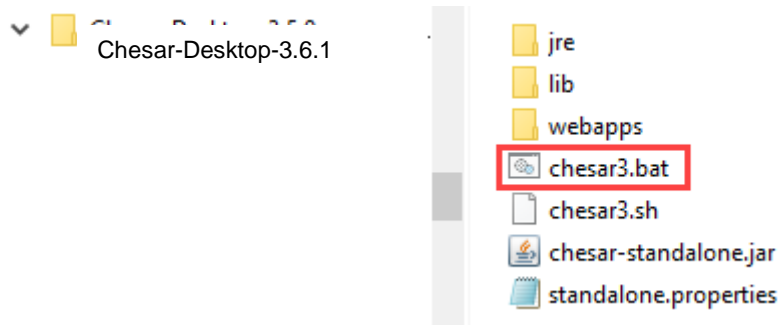 Chesar-Desktop-3.6.1
jre
lib
webapps
chesar3.bat
chesar3.sh
chesar-standalone.jar
standalone.properties